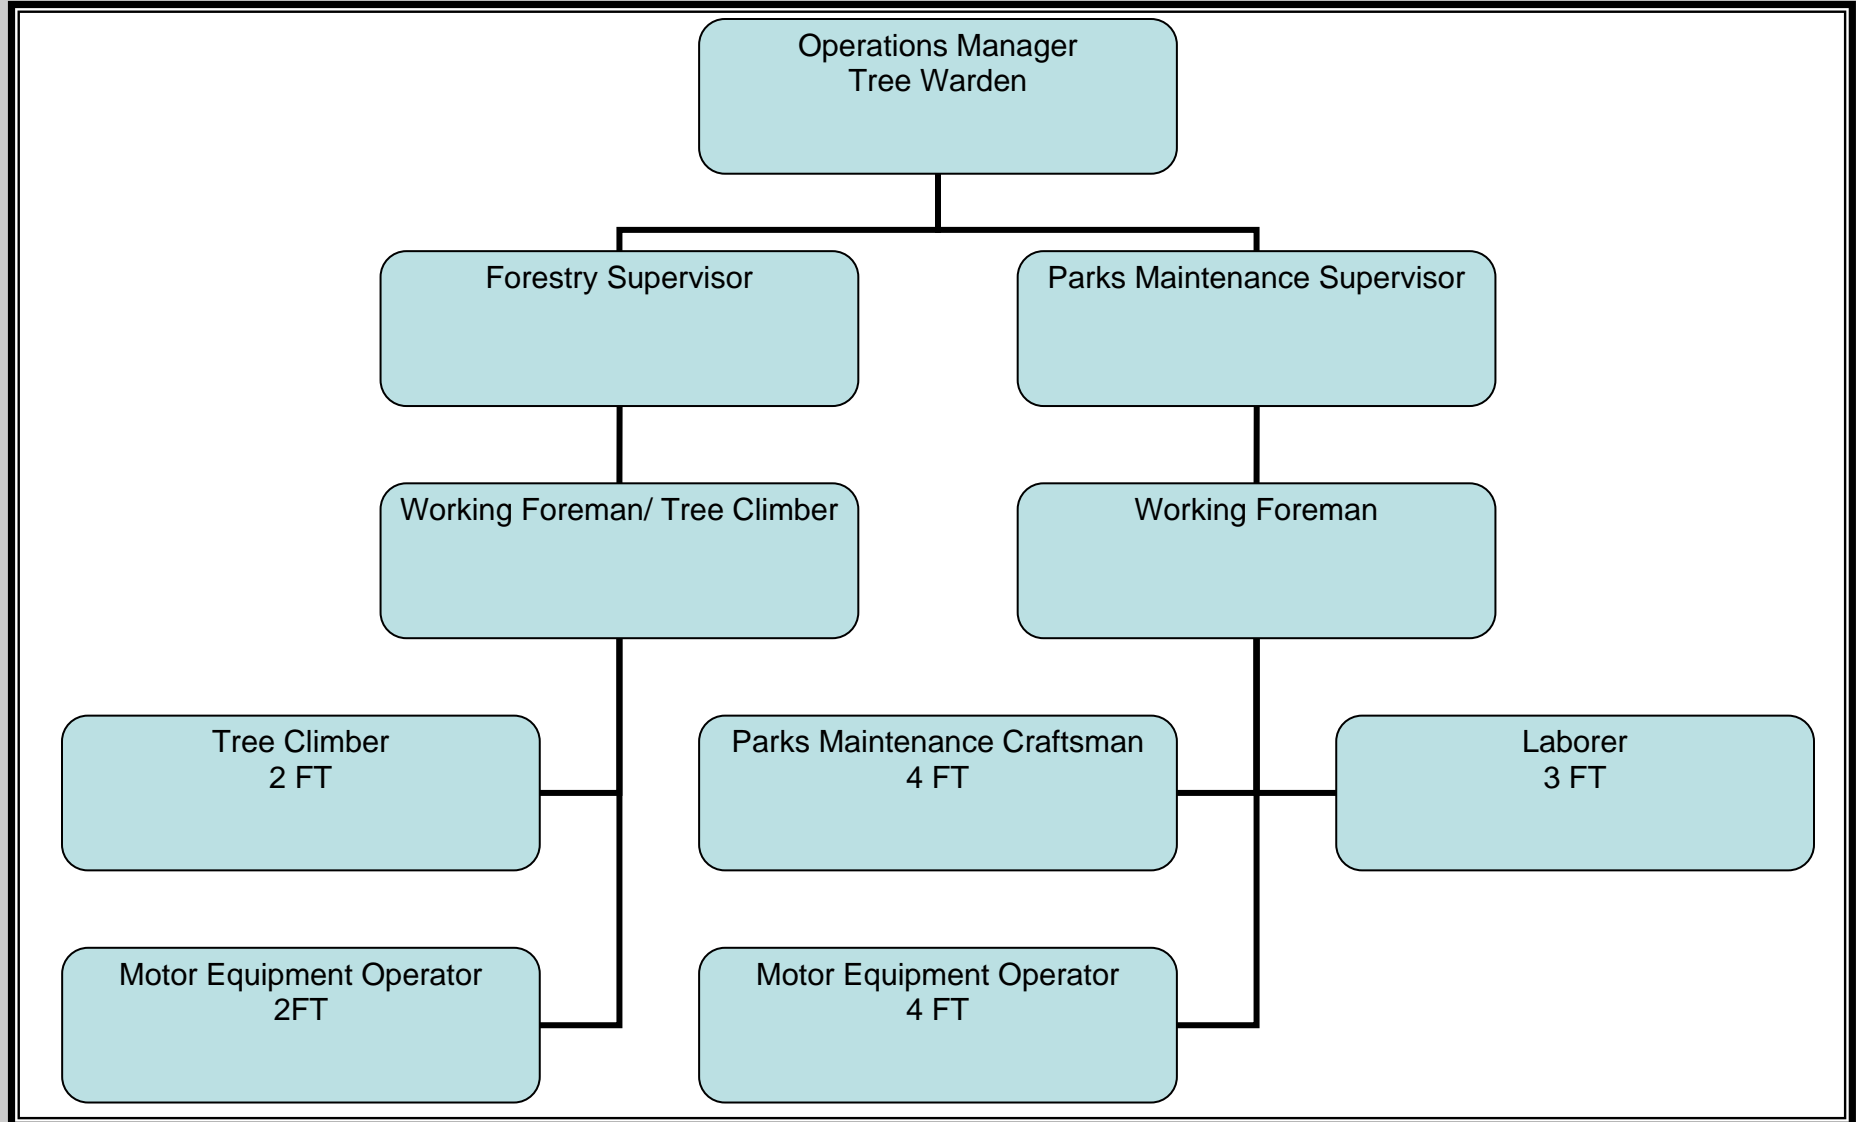 Operations Manager
Tree Warden
Forestry Supervisor
Parks Maintenance Supervisor
Working Foreman/ Tree Climber
Working Foreman
Tree Climber
2 FT
Parks Maintenance Craftsman
4 FT
Laborer
3 FT
Motor Equipment Operator
2FT
Motor Equipment Operator
4 FT